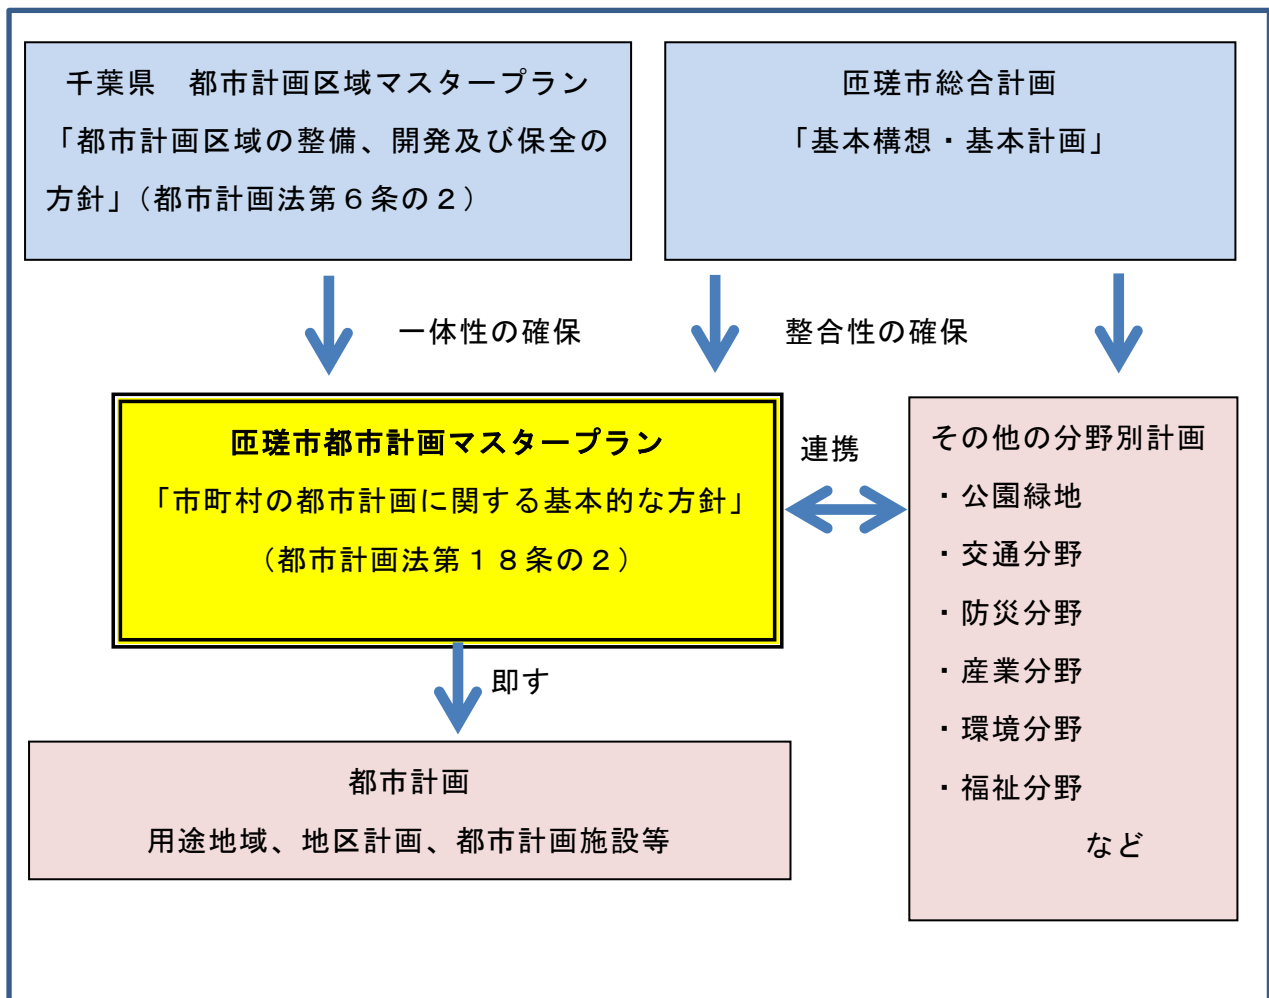 千葉県　都市計画区域マスタープラン
「都市計画区域の整備、開発及び保全の
方針」（都市計画法第６条の２）
匝瑳市総合計画
「基本構想・基本計画」
一体性の確保
整合性の確保
匝瑳市都市計画マスタープラン
「市町村の都市計画に関する基本的な方針」
（都市計画法第１８条の２）
連携
その他の分野別計画
・公園緑地
・交通分野
・防災分野
・産業分野
・環境分野
・福祉分野
など
即す
都市計画
用途地域、地区計画、都市計画施設等